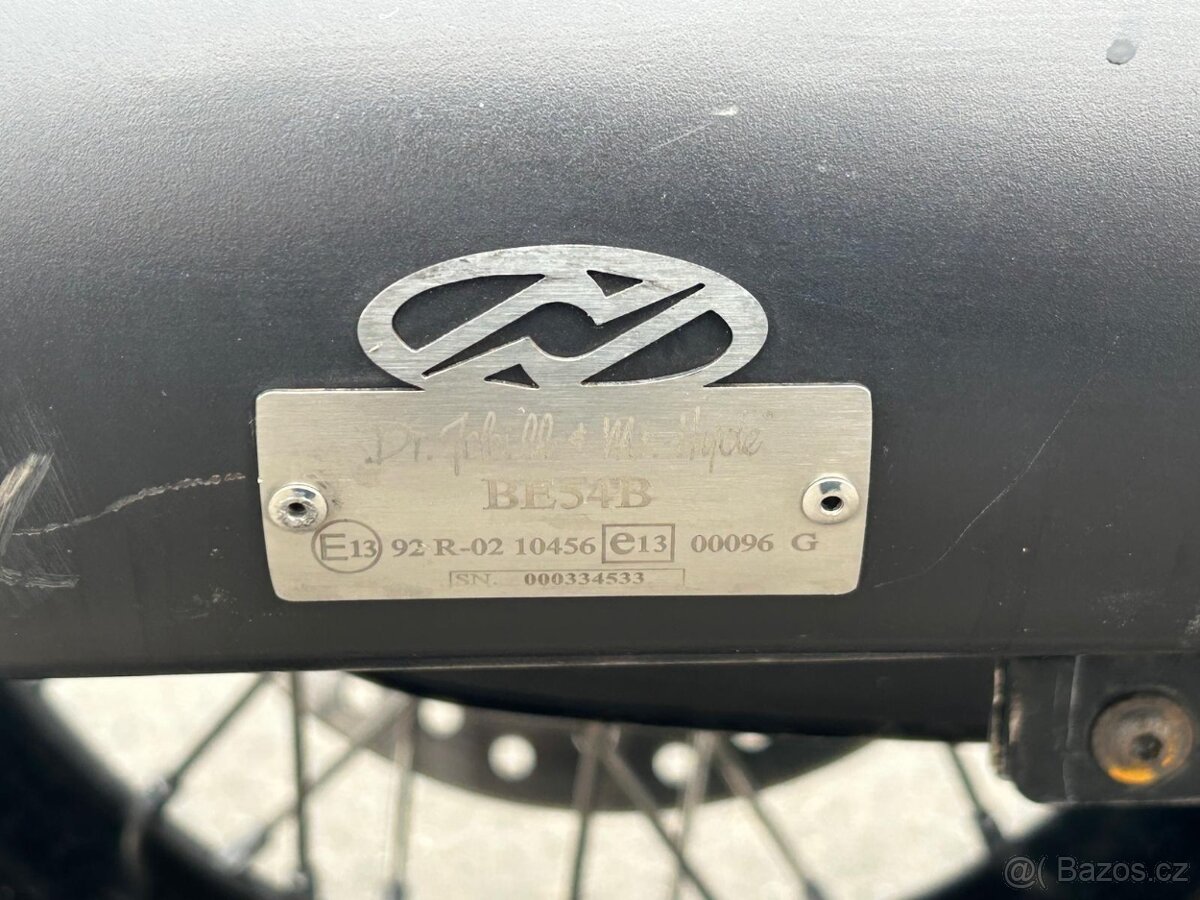 "Dr. Jekill & Mr. Hyde"
BE54B
E13 92 R-02 10456 e13 00096 G
SN. 000334533
@( Bazos.cz